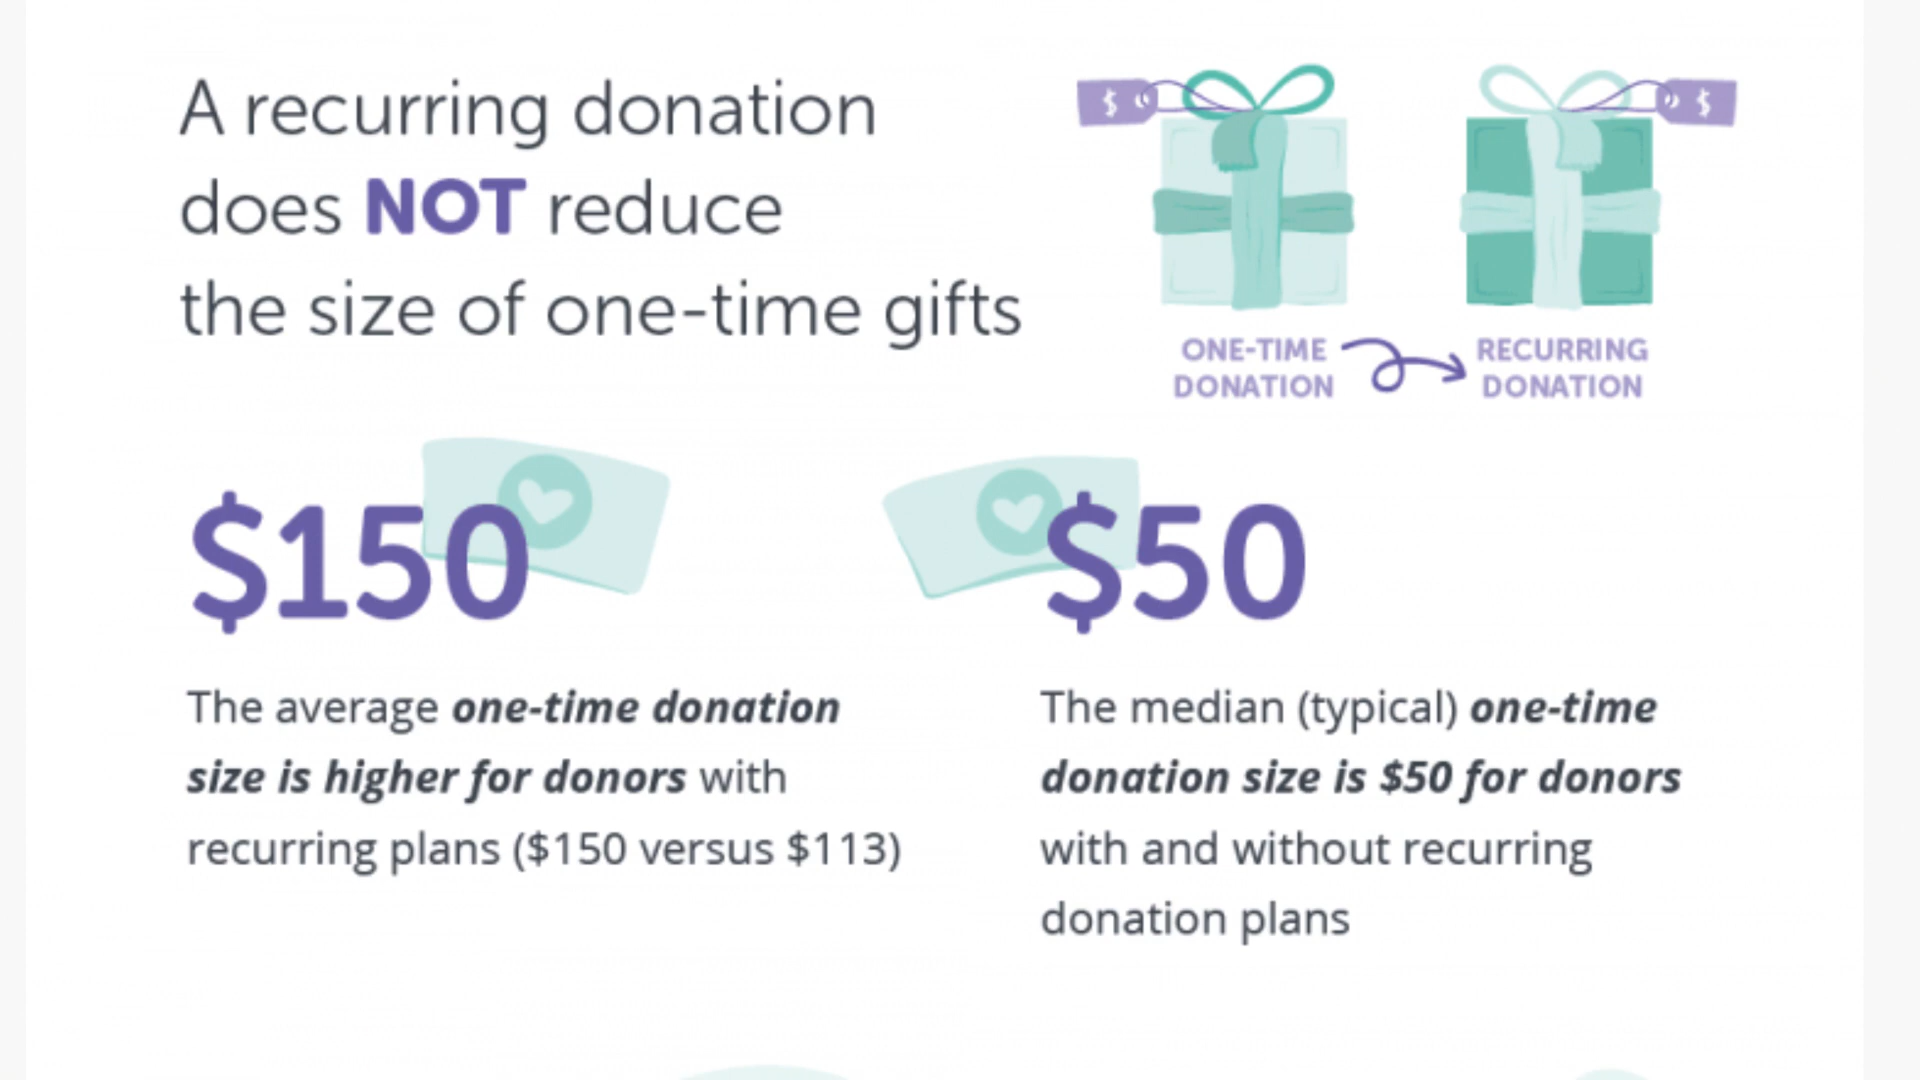 A recurring donation
does NOT reduce
the size of one-time gifts
$ $
ONE-TIME
DONATION
RECURRING
DONATION
$150
The average one-time donation
size is higher for donors with
recurring plans ($150 versus $113)
$50
The median (typical) one-time
donation size is $50 for donors
with and without recurring
donation plans